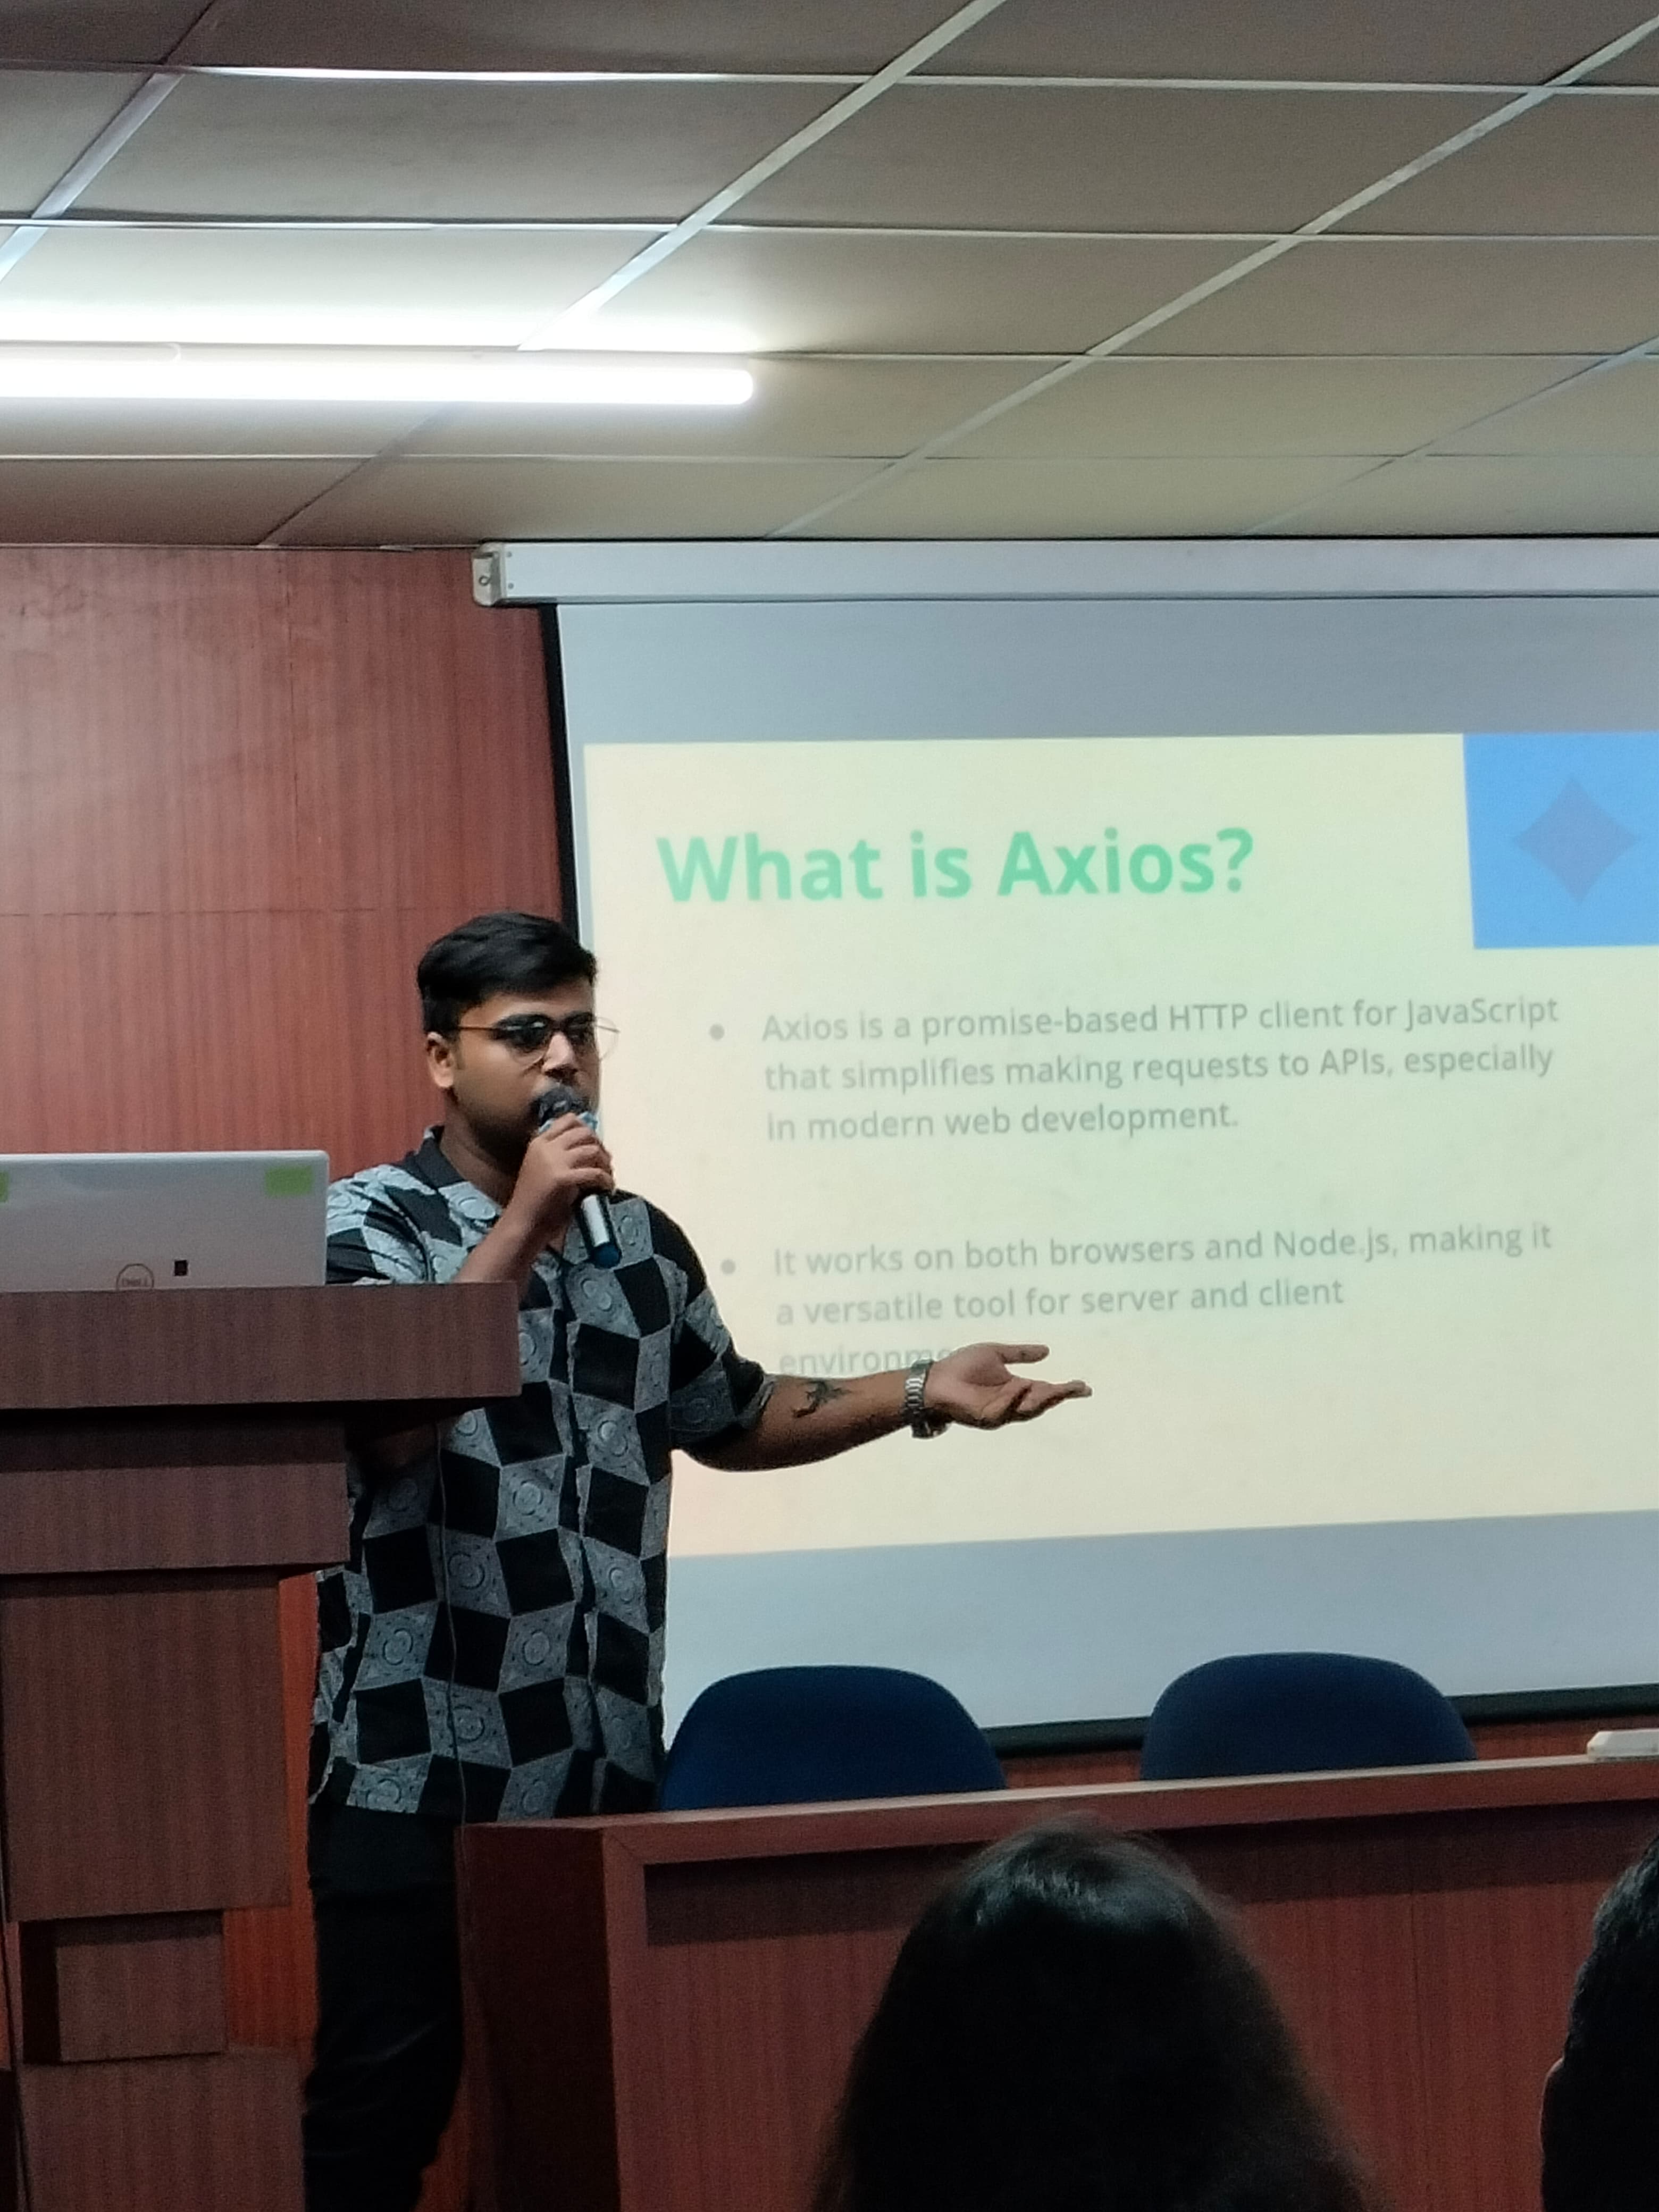 What is Axios?
• Axios is a promise-based HTTP client for JavaScript
that simplifies making requests to APIs, especially
in modern web development.
• It works on both browsers and Node.js, making it
a versatile tool for server and client
environme
DELL